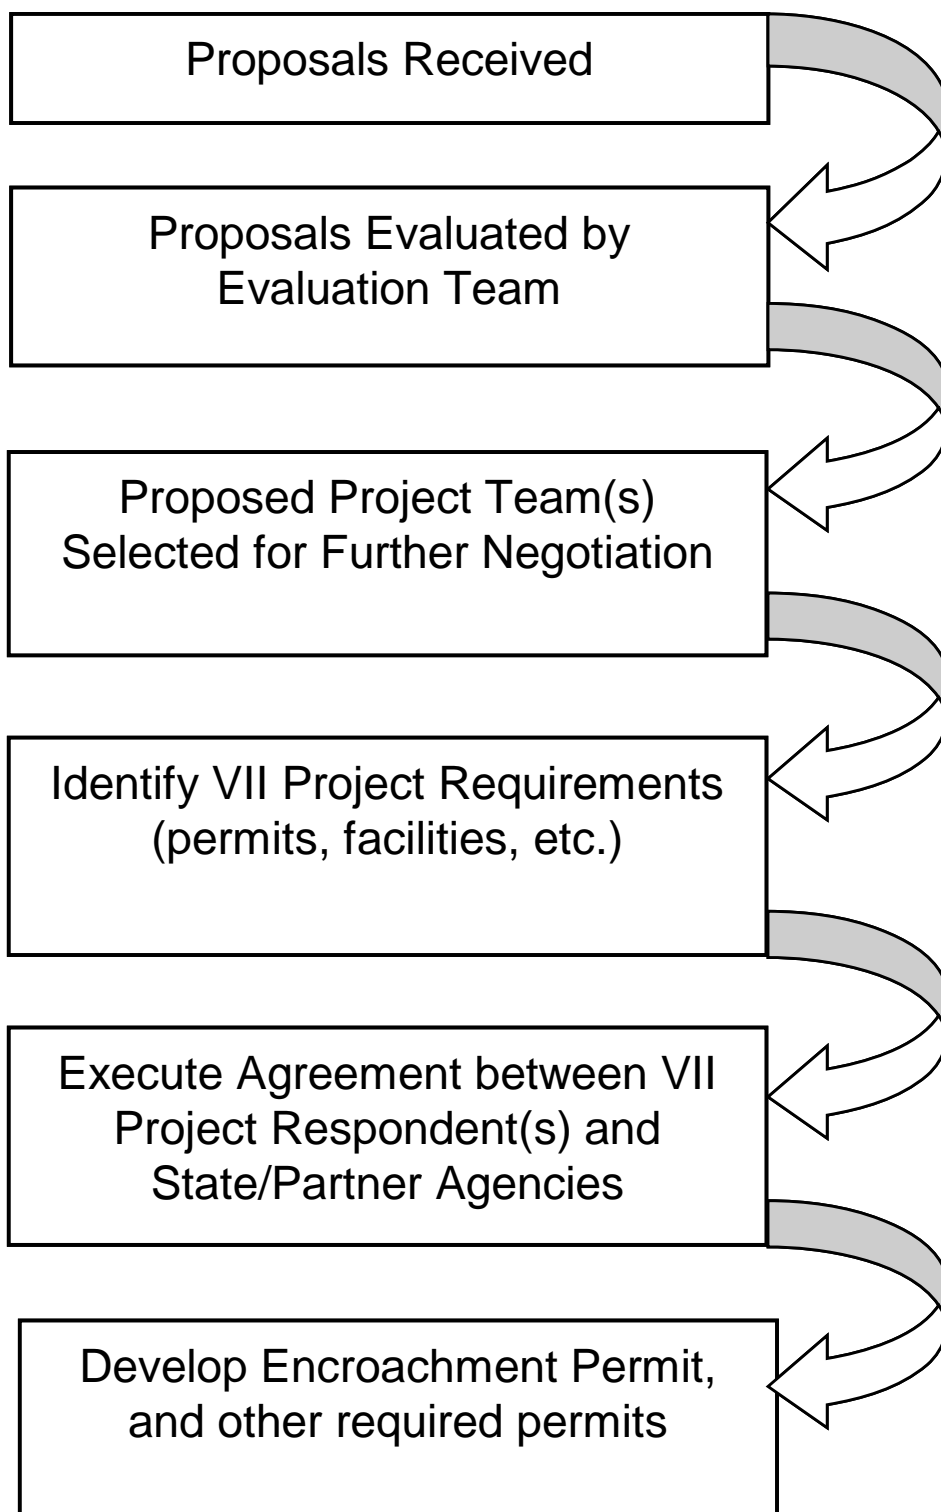 Proposals Received
Proposals Evaluated by
Evaluation Team
Proposed Project Team(s)
Selected for Further Negotiation
Identify VII Project Requirements
(permits, facilities, etc.)
Execute Agreement between VII
Project Respondent(s) and
State/Partner Agencies
Develop Encroachment Permit,
and other required permits